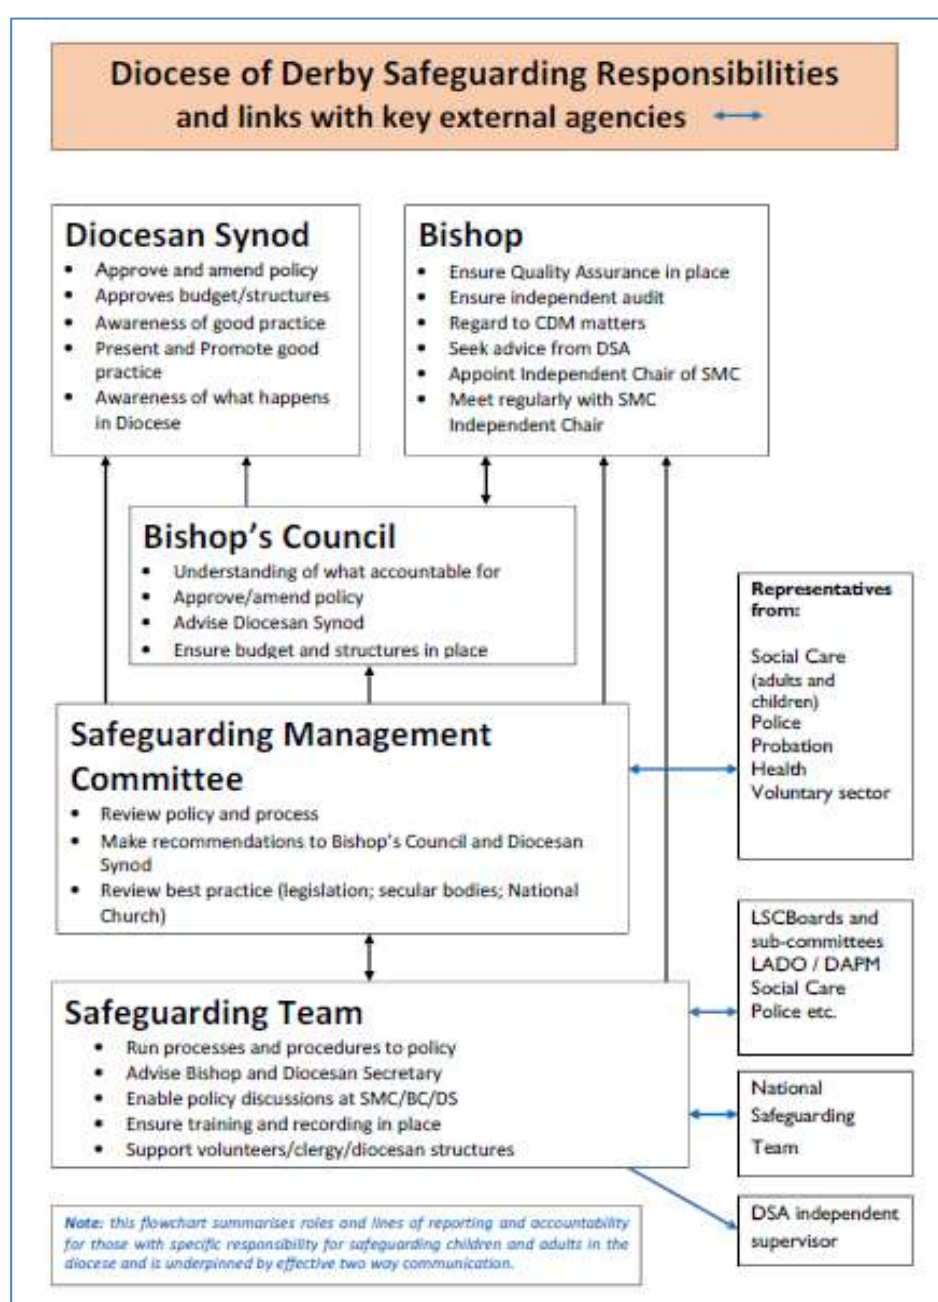 Diocese of Derby Safeguarding Responsibilities
and links with key external agencies
Diocesan Synod
• Approve and amend policy
• Approves budget/structures
• Awareness of good practice
• Present and Promote good
practice
• Awareness of what happens
in Diocese
Bishop
• Ensure Quality Assurance in place
• Ensure independent audit
• Regard to CDM matters
• Seek advice from DSA
• Appoint Independent Chair of SMC
• Meet regularly with SMC
Independent Chair
Bishop's Council
• Understanding of what accountable for
• Approve/amend policy
• Advise Diocesan Synod
• Ensure budget and structures in place
Representatives
from:
Social Care
(adults and
children)
Police
Probation
Health
Voluntary sector
Safeguarding Management
Committee
• Review policy and process
• Make recommendations to Bishop's Council and Diocesan
Synod
• Review best practice (legislation; secular bodies; National
Church)
LSCBoards and
sub-committees
LADO / DAPM
Social Care
Police etc.
Safeguarding Team
• Run processes and procedures to policy
• Advise Bishop and Diocesan Secretary
• Enable policy discussions at SMC/BC/DS
• Ensure training and recording in place
• Support volunteers/clergy/diocesan structures
National
Safeguarding
Team
DSA independent
supervisor
Note: this flowchart summarises roles and lines of reporting and accountability
for those with specific responsibility for safeguarding children and adults in the
diocese and is underpinned by effective two way communication.